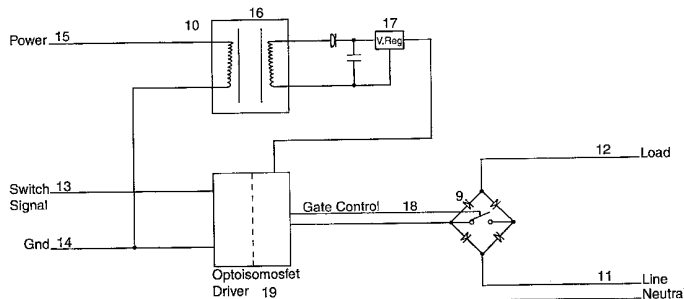 16
10
17
Power 15
V.Reg
12
Load
Switch 13
Signal
9
Gate Control 18
Gnd 14
Optoisomosfet
Driver 19
11
Line
Neutral